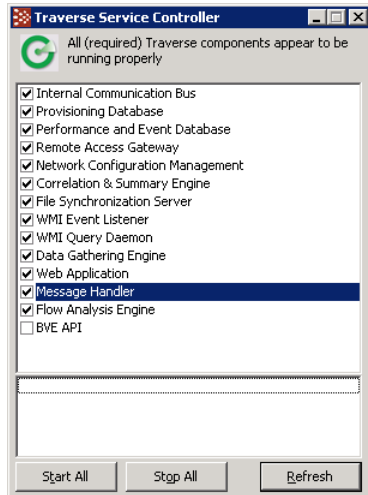 Traverse Service Controller
All (required) Traverse components appear to be
running properly
Internal Communication Bus
Provisioning Database
Performance and Event Database
Remote Access Gateway
Network Configuration Management
Correlation & Summary Engine
File Synchronization Server
WMI Event Listener
WMI Query Daemon
Data Gathering Engine
Web Application
Message Handler
Flow Analysis Engine
BVE API
Start All Stop All Refresh